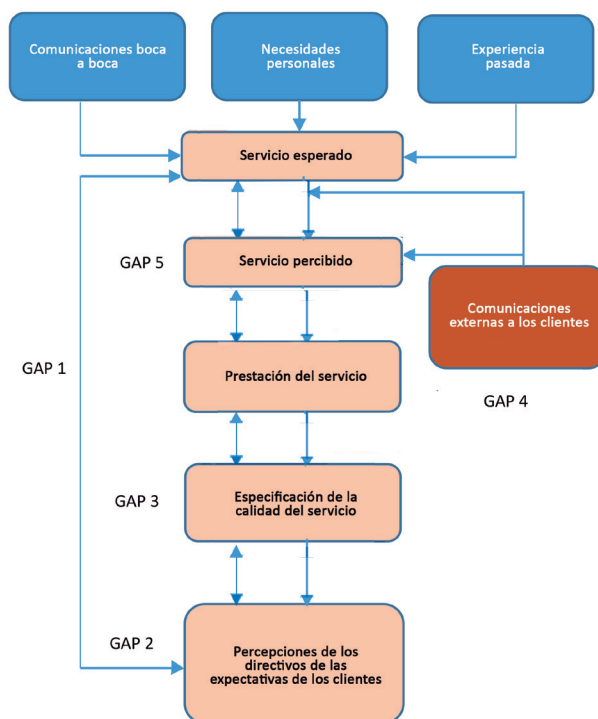 Comunicaciones boca
a boca
Necesidades
personales
Experiencia
pasada
Servicio esperado
GAP 5
Servicio percibido
Comunicaciones
externas a los clientes
GAP 1
Prestación del servicio
GAP 4
GAP 3
Especificación de la
calidad del servicio
GAP 2
Percepciones de los
directivos de las
expectativas de los clientes